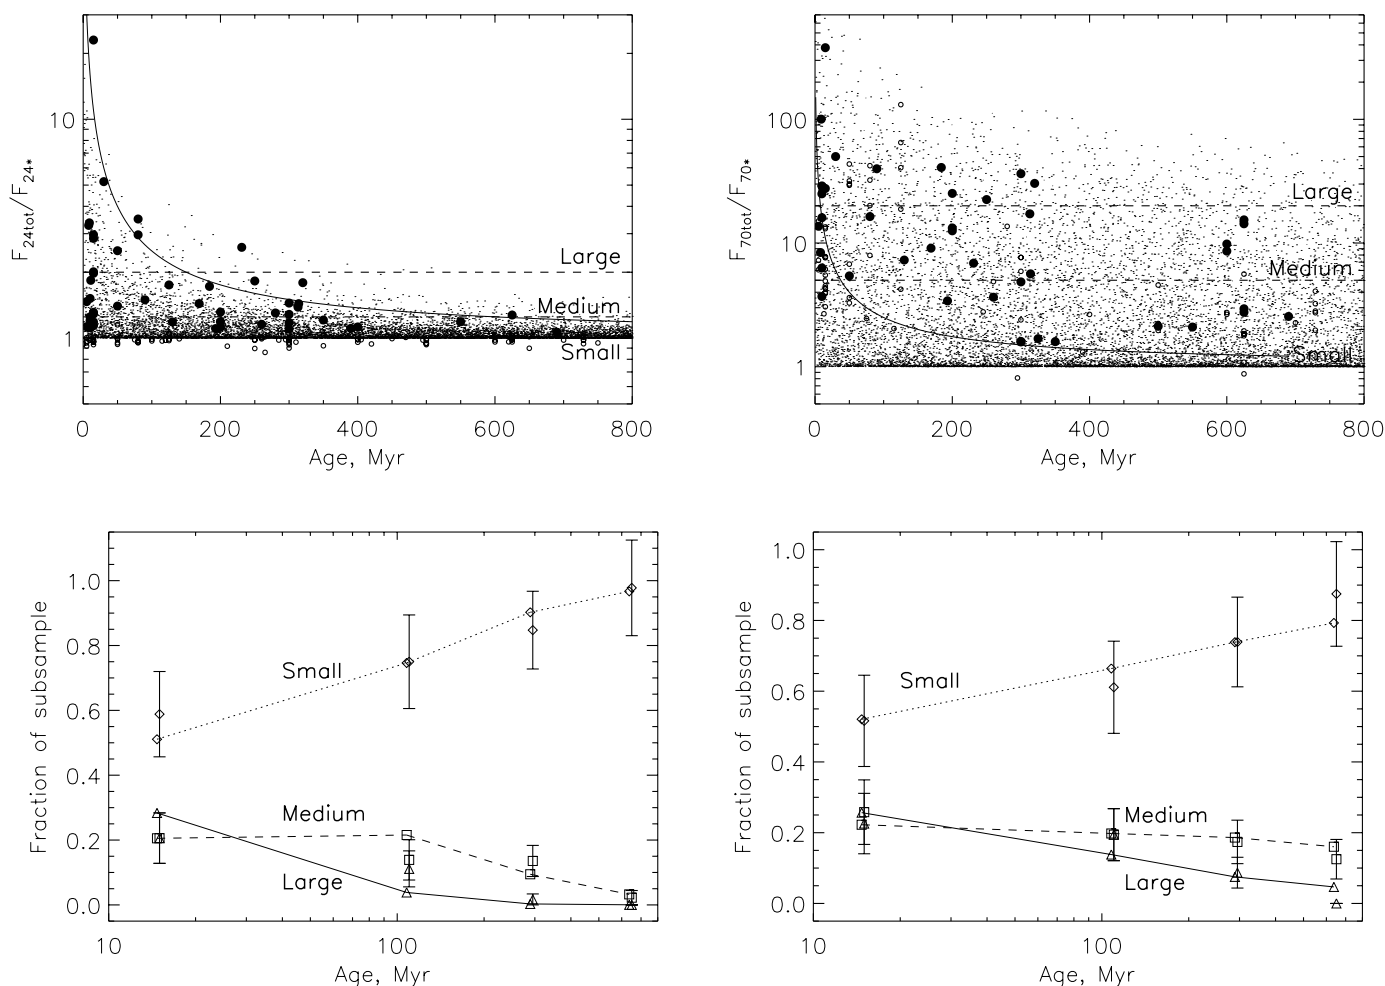 10
1
F24tot/F24*
Large
Medium
Small
0 200 400 600 800
Age, Myr
100
10
1
F70tot/F70*
Large
Medium
Small
0 200 400 600 800
Age, Myr
1.0
0.8
0.6
0.4
0.2
0.0
Fraction of subsample
Small
Medium
Large
10 100
Age, Myr
1.0
0.8
0.6
0.4
0.2
0.0
Fraction of subsample
Small
Medium
Large
10 100
Age, Myr